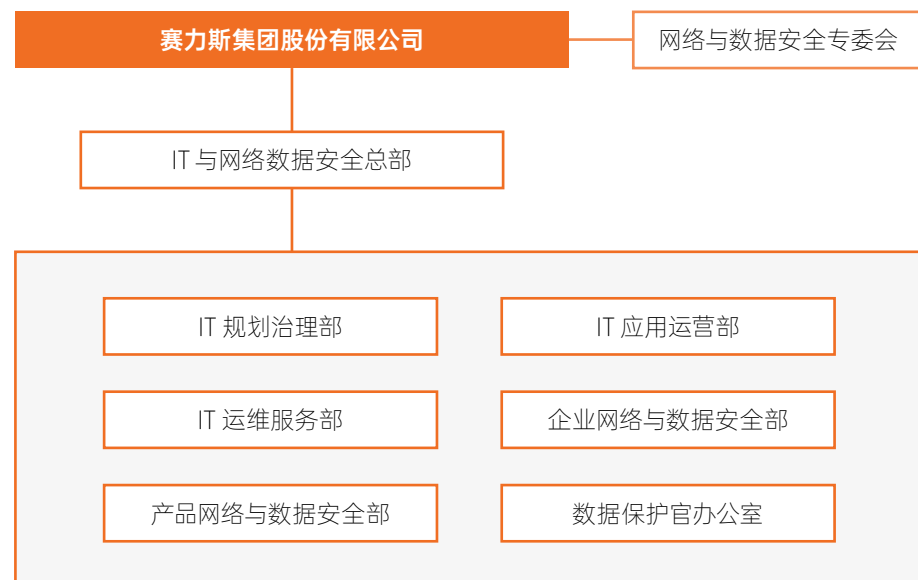 赛力斯集团股份有限公司
网络与数据安全专委会
IT 与网络数据安全总部
IT 规划治理部
IT 应用运营部
IT 运维服务部
企业网络与数据安全部
产品网络与数据安全部
数据保护官办公室